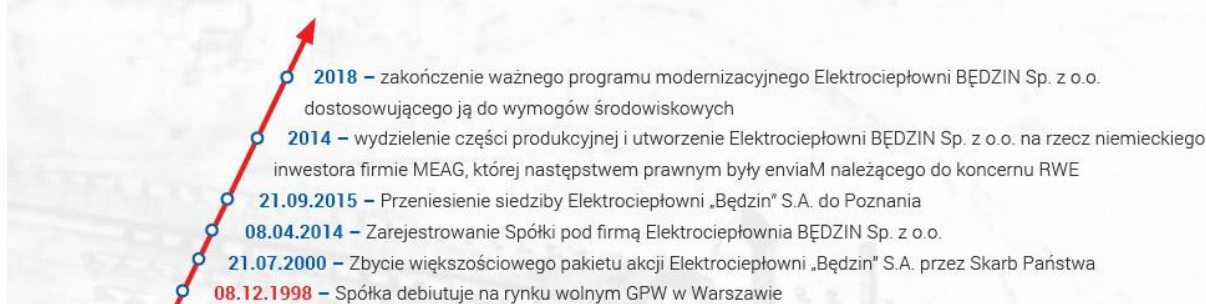 2018 – zakończenie ważnego programu modernizacyjnego Elektrociepłowni BĘDZIN Sp. z o.o.
dostosowującego ją do wymogów środowiskowych
2014 – wydzielenie części produkcyjnej i utworzenie Elektrociepłowni BĘDZIN Sp. z o.o. na rzecz niemieckiego
inwestora firmie MEAG, której następstwem prawnym były enviaM należącego do koncernu RWE
21.09.2015 – Przeniesienie siedziby Elektrociepłowni „Będzin” S.A. do Poznania
08.04.2014 – Zarejestrowanie Spółki pod firmą Elektrociepłownia BĘDZIN Sp. z o.o.
21.07.2000 – Zbycie większościowego pakietu akcji Elektrociepłowni „Będzin” S.A. przez Skarb Państwa
08.12.1998 – Spółka debiutuje na rynku wolnym GPW w Warszawie